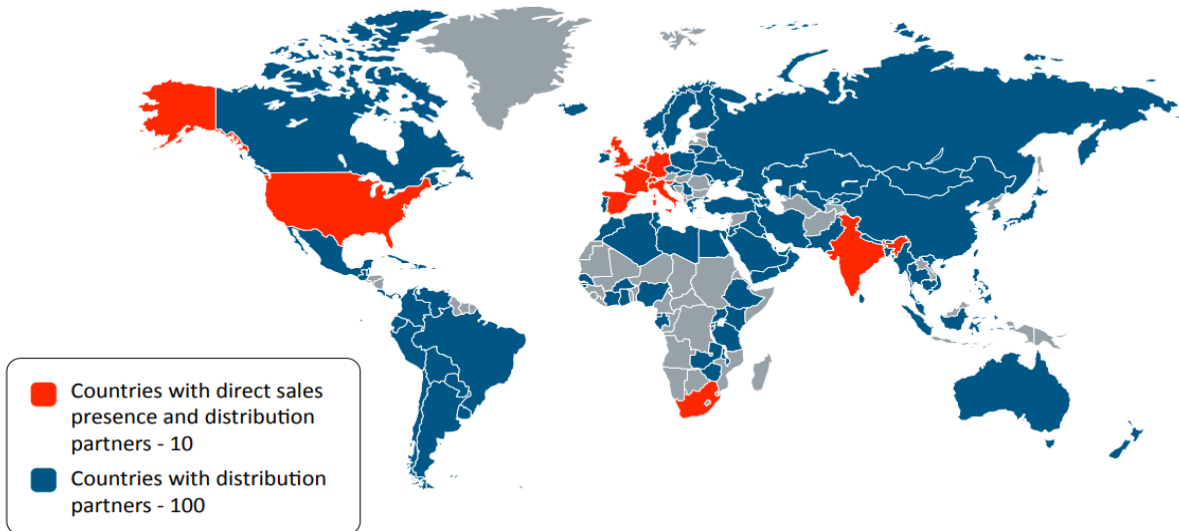 Countries with direct sales
presence and distribution
partners - 10
Countries with distribution
partners - 100